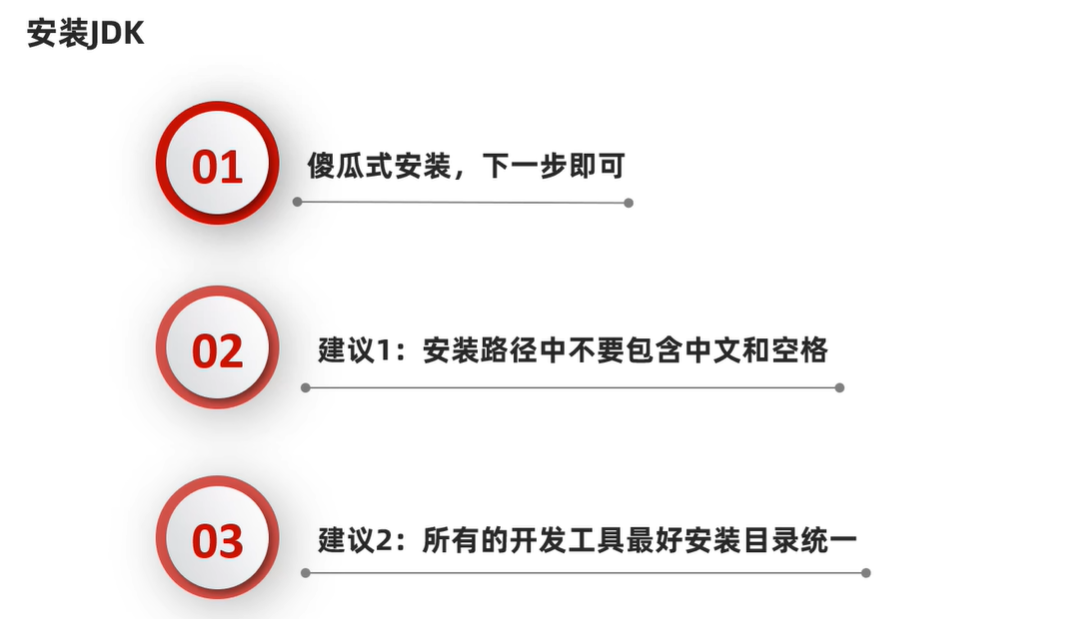 安装JDK
01
傻瓜式安装，下一步即可
02
建议1：安装路径中不要包含中文和空格
03
建议2：所有的开发工具最好安装目录统一